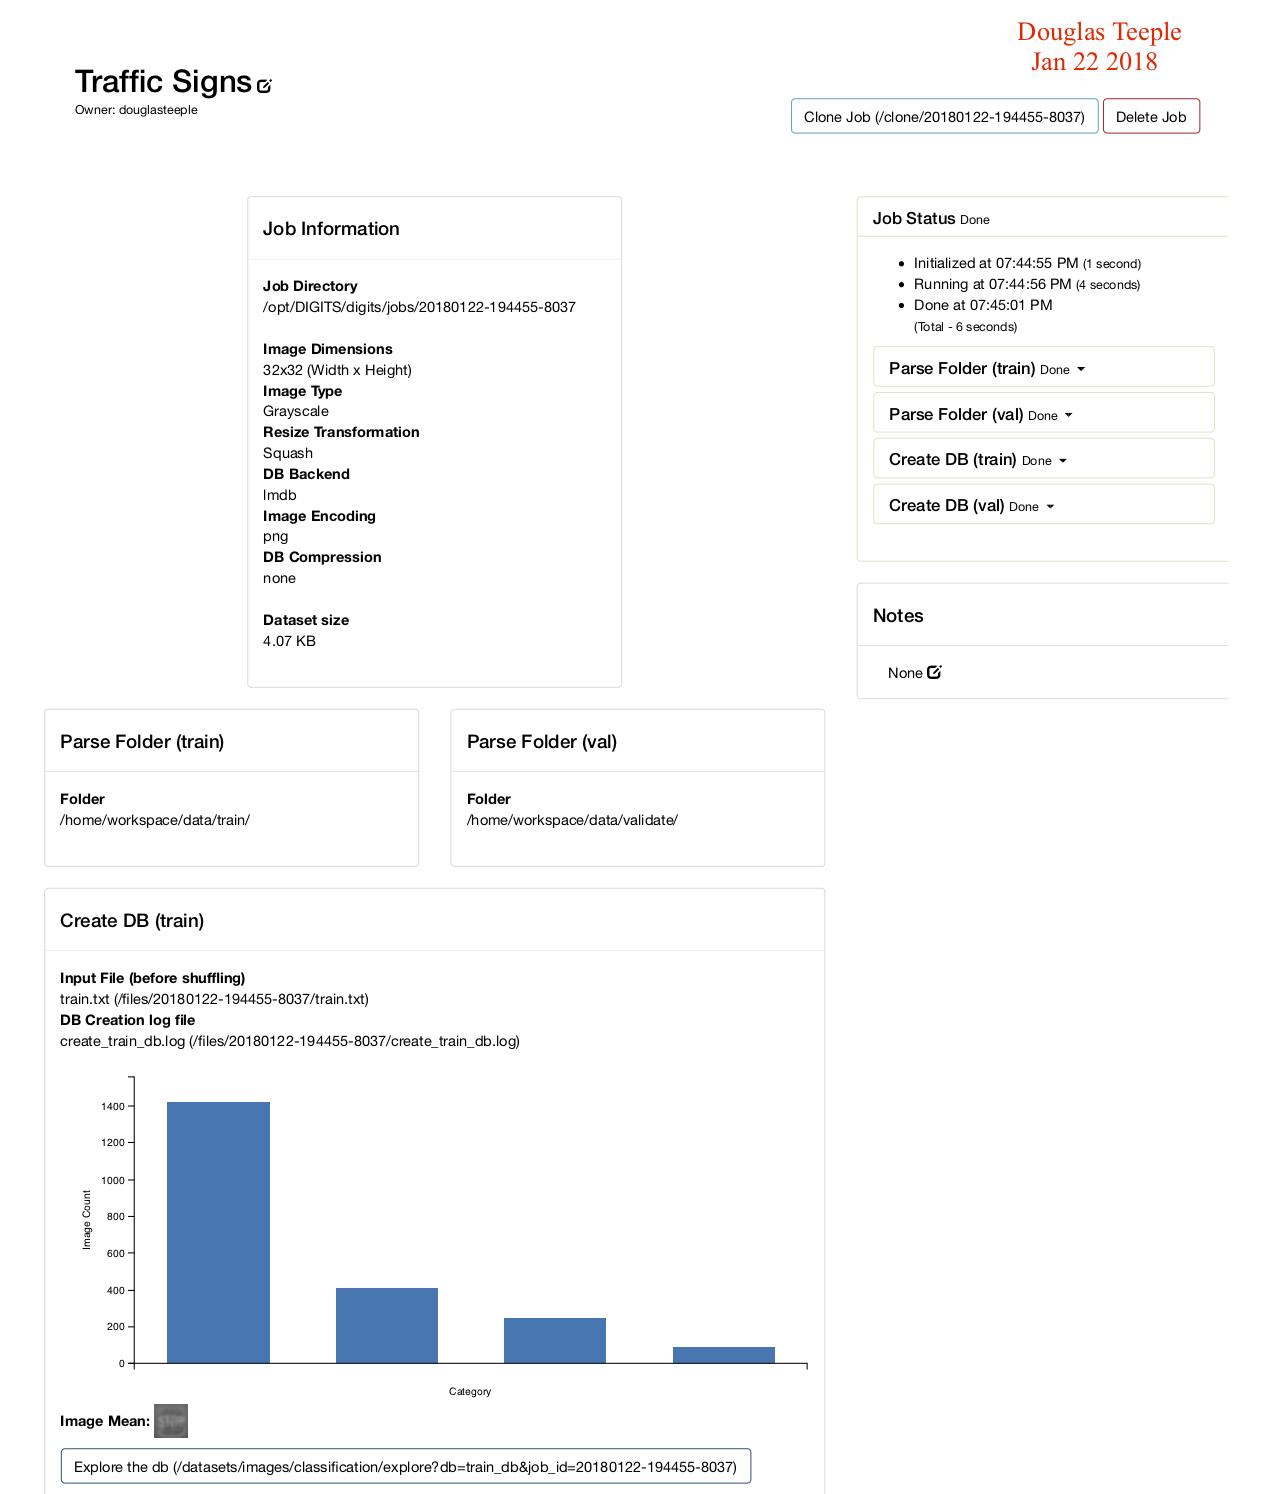 Douglas Teeple
Jan 22 2018
Traffic Signs
Owner: douglasteeple
Clone Job (/clone/20180122-194455-8037)
Delete Job
Job Information
Job Directory
/opt/DIGITS/digits/jobs/20180122-194455-8037
Image Dimensions
32x32 (Width x Height)
Image Type
Grayscale
Resize Transformation
Squash
DB Backend
lmdb
Image Encoding
png
DB Compression
none
Dataset size
4.07 KB
Job Status Done
Initialized at 07:44:55 PM (1 second)
Running at 07:44:56 PM (4 seconds)
Done at 07:45:01 PM
(Total - 6 seconds)
Parse Folder (train) Done
Parse Folder (val) Done
Create DB (train) Done
Create DB (val) Done
Notes
None
Parse Folder (train)
Folder
/home/workspace/data/train/
Parse Folder (val)
Folder
/home/workspace/data/validate/
Create DB (train)
Input File (before shuffling)
train.txt (/files/20180122-194455-8037/train.txt)
DB Creation log file
create_train_db.log (/files/20180122-194455-8037/create_train_db.log)
1400
1200
1000
800
600
400
200
0
Image Count
Category
Image Mean:
Explore the db (/datasets/images/classification/explore?db=train_db&job_id=20180122-194455-8037)